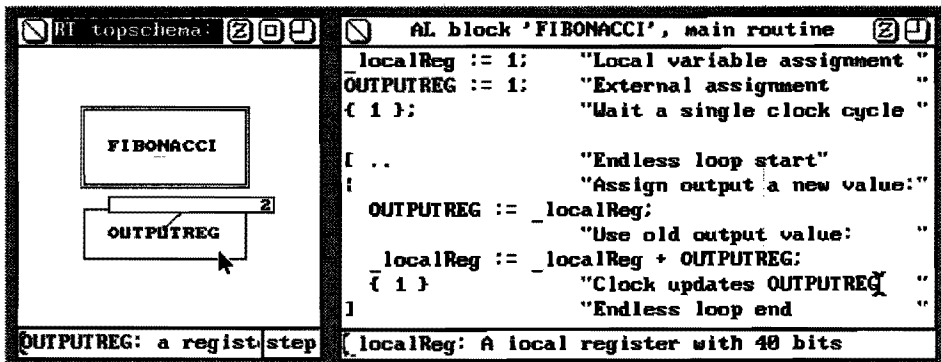 RT topschema:
Z
FIBONACCI
2
OUTPUTREG
OUTPUTREG: a regist
step
AL block 'FIBONACCI', main routine
Z
_localReg := 1; "Local variable assignment "
OUTPUTREG := 1; "External assignment "
{ 1 }; "Wait a single clock cycle "
[ .. "Endless loop start"
| "Assign output a new value:"
OUTPUTREG := _localReg;
"Use old output value: "
_localReg := _localReg + OUTPUTREG;
{ 1 } "Clock updates OUTPUTREG "
] "Endless loop end "
_localReg: A local register with 40 bits